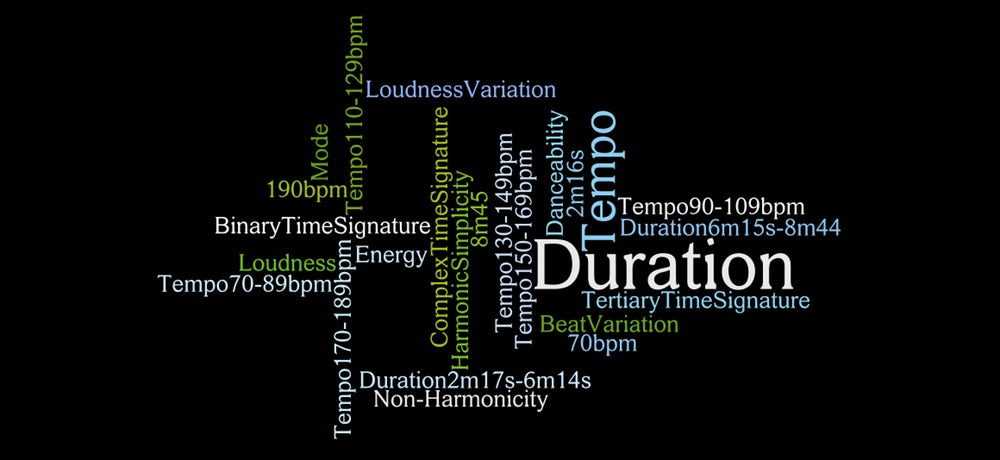 Tempo110-129bpm
LoudnessVariation
Mode
190bpm
ComplexTimeSignature
HarmonicSimplicity
8m45
Tempo130-149bpm
Tempo150-169bpm
Danceability
2m16s
Tempo
Tempo90-109bpm
BinaryTimeSignature
Duration6m15s-8m44
Energy
Duration
Loudness
Tempo70-89bpm
Tempo170-189bpm
TertiaryTimeSignature
BeatVariation
70bpm
Duration2m17s-6m14s
Non-Harmonicity